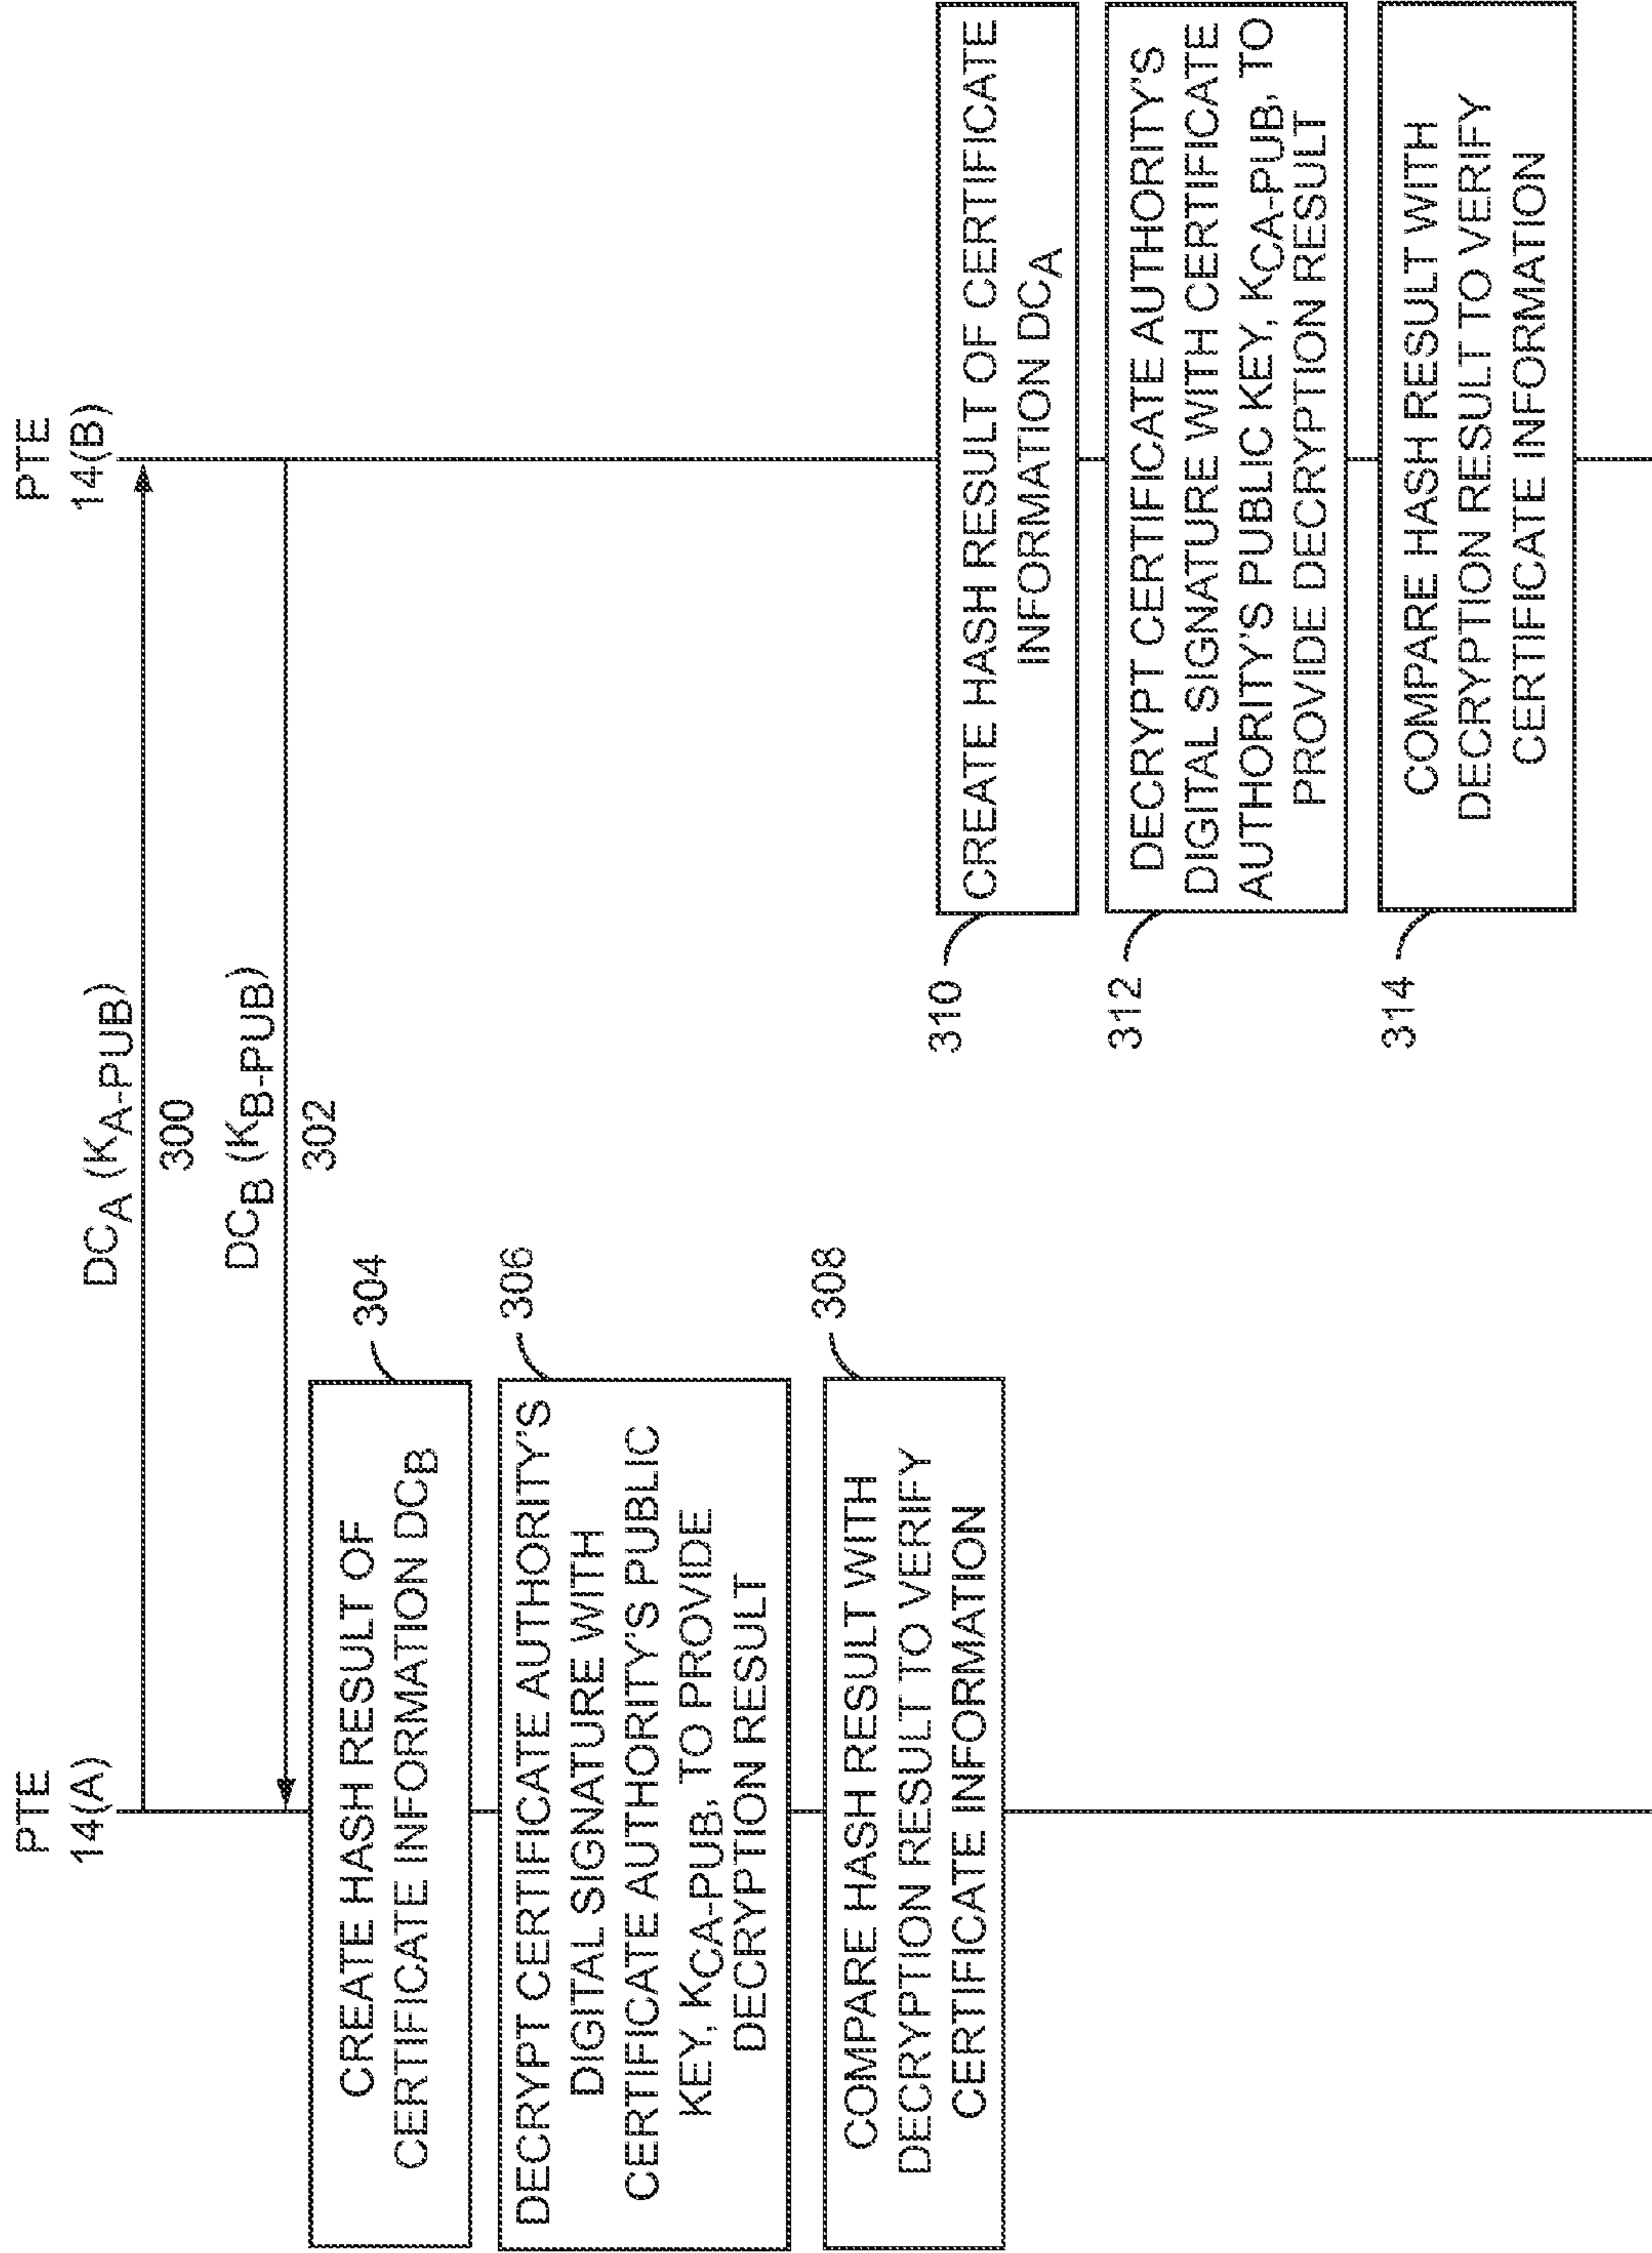 PTE
14(A)
PTE
14(B)
DCA (KA-PUB)
300
DCB (KB-PUB)
302
304
CREATE HASH RESULT OF
CERTIFICATE INFORMATION DCB
306
DECRYPT CERTIFICATE AUTHORITY'S
DIGITAL SIGNATURE WITH
CERTIFICATE AUTHORITY'S PUBLIC
KEY, KCA-PUB, TO PROVIDE
DECRYPTION RESULT
308
COMPARE HASH RESULT WITH
DECRYPTION RESULT TO VERIFY
CERTIFICATE INFORMATION
310
CREATE HASH RESULT OF CERTIFICATE
INFORMATION DCA
312
DECRYPT CERTIFICATE AUTHORITY'S
DIGITAL SIGNATURE WITH CERTIFICATE
AUTHORITY'S PUBLIC KEY, KCA-PUB, TO
PROVIDE DECRYPTION RESULT
314
COMPARE HASH RESULT WITH
DECRYPTION RESULT TO VERIFY
CERTIFICATE INFORMATION